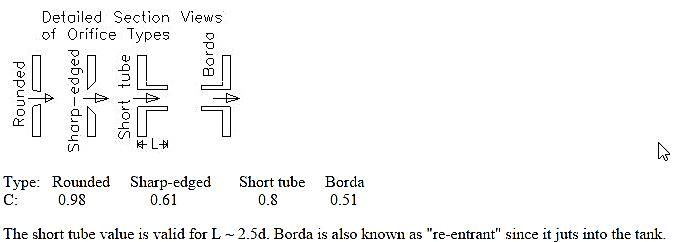 Detailed Section Views
of Orifice Types
Rounded
Sharp-edged
Short tube
Borda
L
Type: Rounded Sharp-edged Short tube Borda
C: 0.98 0.61 0.8 0.51
The short tube value is valid for L ~ 2.5d. Borda is also known as "re-entrant" since it juts into the tank.